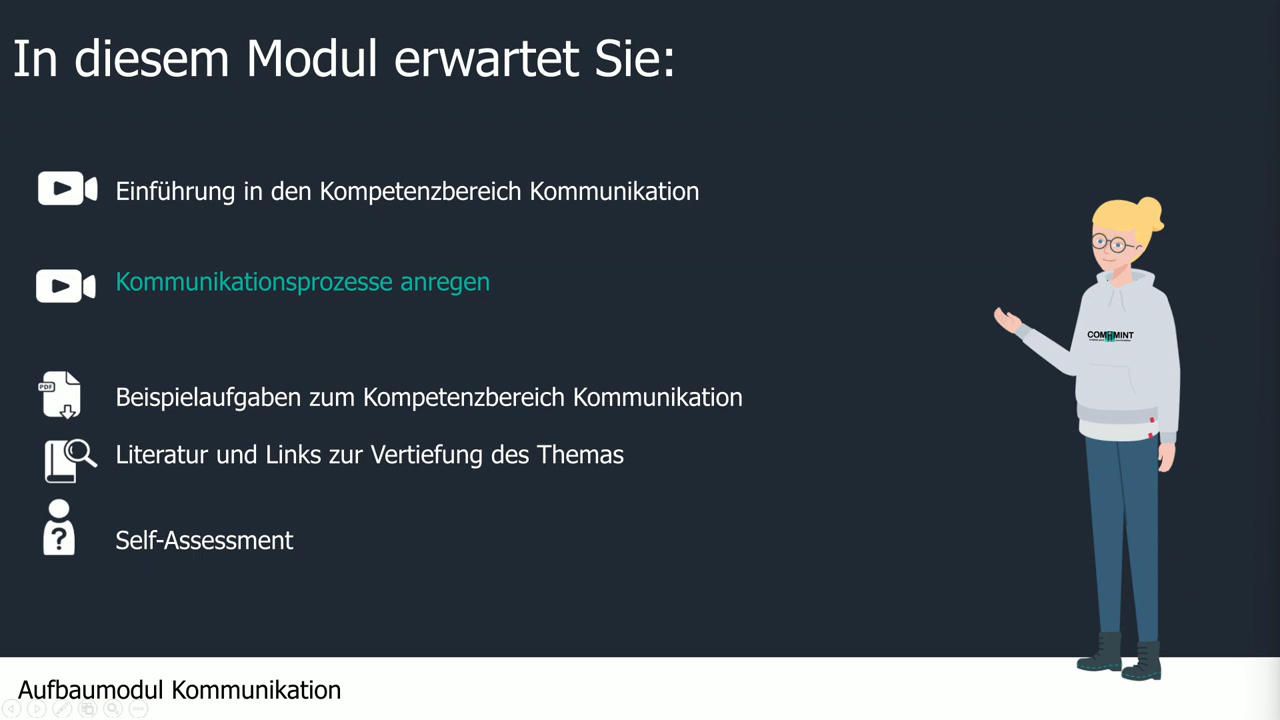 In diesem Modul erwartet Sie:
Einführung in den Kompetenzbereich Kommunikation
Kommunikationsprozesse anregen
PDF
Beispielaufgaben zum Kompetenzbereich Kommunikation
Literatur und Links zur Vertiefung des Themas
?
Self-Assessment
Aufbaumodul Kommunikation